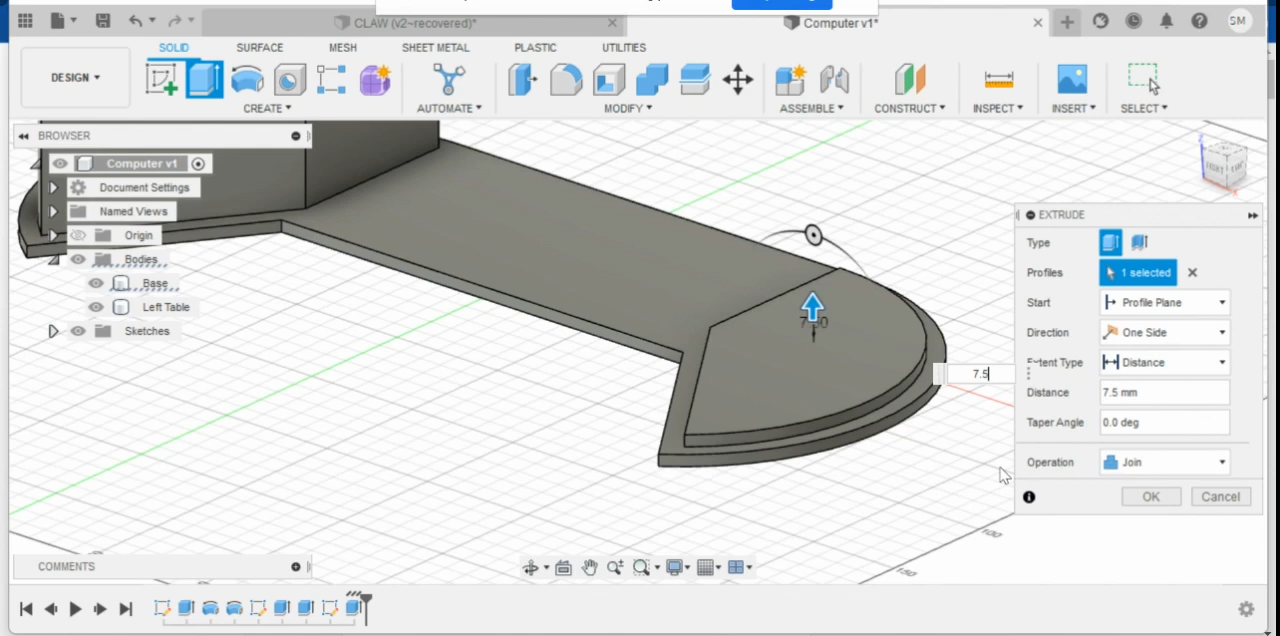 CLAW (v2~recovered)*
Computer v1*
SM
DESIGN
SOLID
SURFACE
MESH
SHEET METAL
PLASTIC
UTILITIES
CREATE
AUTOMATE
MODIFY
ASSEMBLE
CONSTRUCT
INSPECT
INSERT
SELECT
BROWSER
Computer v1
Document Settings
Named Views
Origin
Bodies
Base
Left Table
Sketches
7.5
EXTRUDE
Type
Profiles
1 selected
Start
Profile Plane
Direction
One Side
Extent Type
Distance
Distance
7.5 mm
Taper Angle
0.0 deg
Operation
Join
OK
Cancel
100
150
COMMENTS